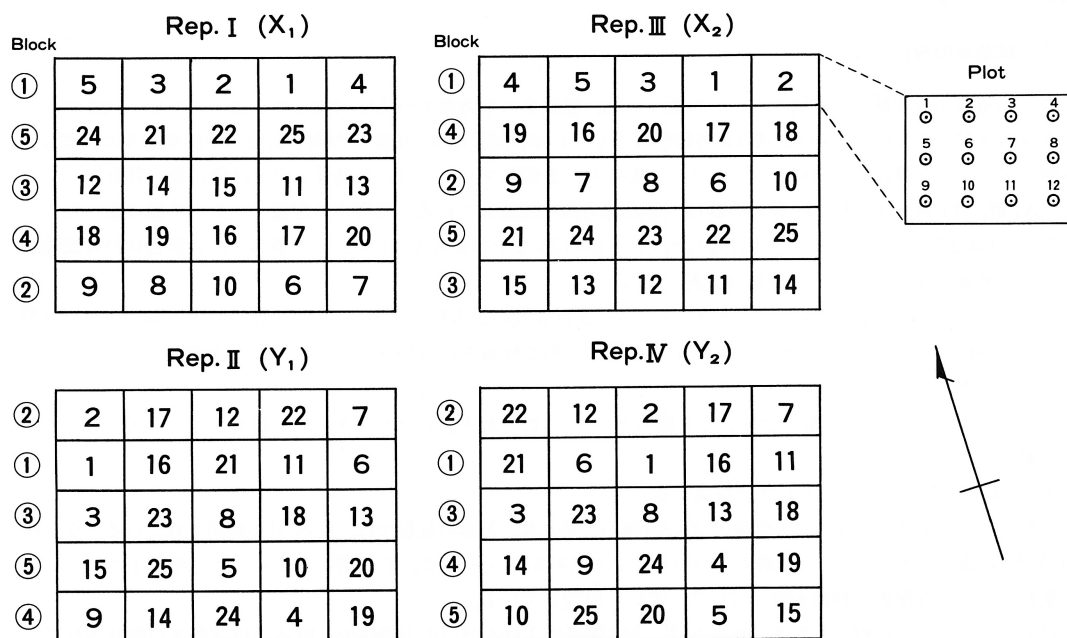 Rep. I (X₁)
Block
① 5 3 2 1 4
⑤ 24 21 22 25 23
③ 12 14 15 11 13
④ 18 19 16 17 20
② 9 8 10 6 7
Rep. III (X₂)
Block
① 4 5 3 1 2
④ 19 16 20 17 18
② 9 7 8 6 10
⑤ 21 24 23 22 25
③ 15 13 12 11 14
Plot
1 2 3 4
5 6 7 8
9 10 11 12
Rep. II (Y₁)
② 2 17 12 22 7
① 1 16 21 11 6
③ 3 23 8 18 13
⑤ 15 25 5 10 20
④ 9 14 24 4 19
Rep. IV (Y₂)
② 22 12 2 17 7
① 21 6 1 16 11
③ 3 23 8 13 18
④ 14 9 24 4 19
⑤ 10 25 20 5 15